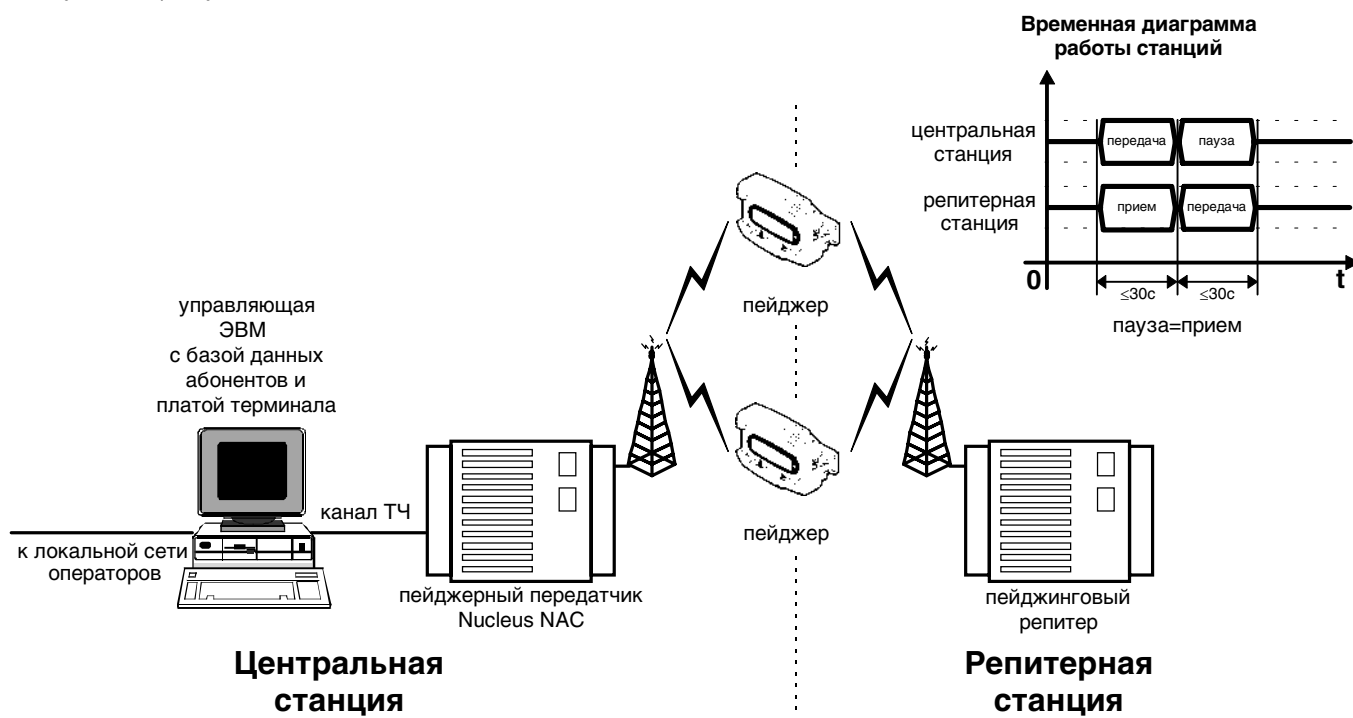 Временная диаграмма
работы станций
центральная
станция
передача
пауза
репитерная
станция
прием
передача
0
t
≤30с
≤30с
пауза=прием
пейджер
управляющая
ЭВМ
с базой данных
абонентов и
платой терминала
канал ТЧ
к локальной сети
операторов
пейджер
пейджерный передатчик
Nucleus NAC
пейджинговый
репитер
Центральная
станция
Репитерная
станция